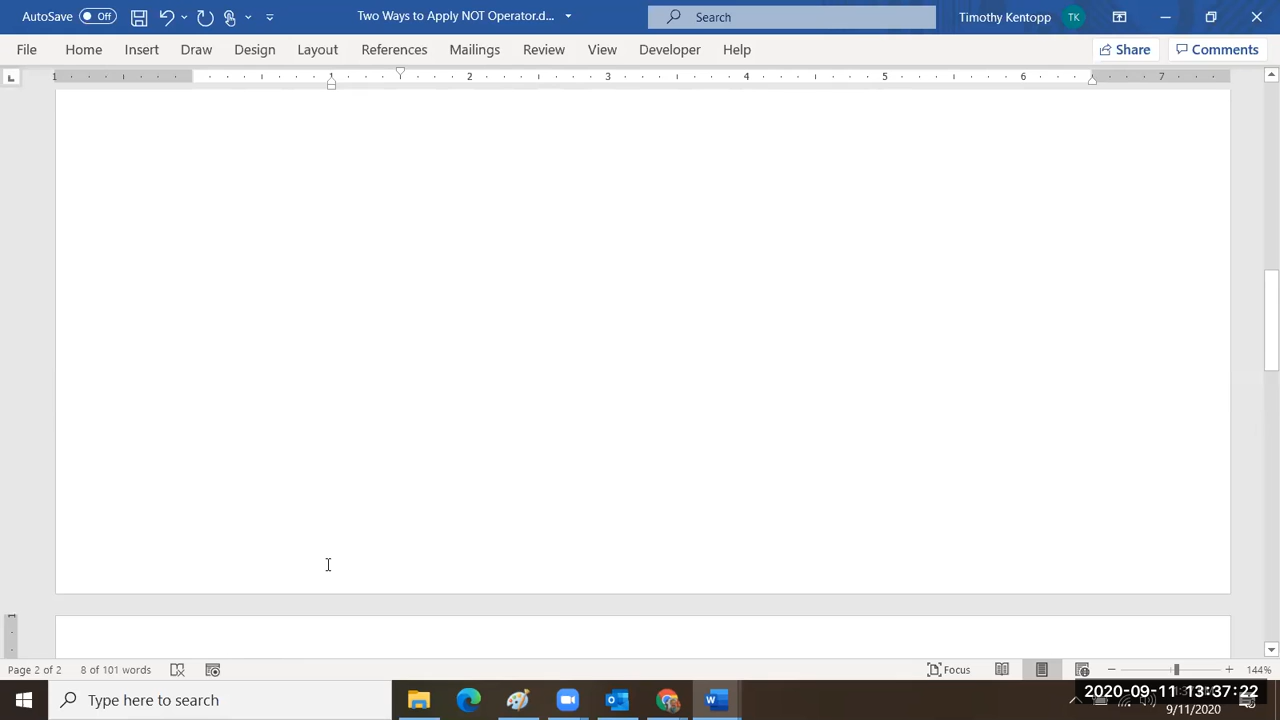 AutoSave Off Two Ways to Apply NOT Operator.d... Search Timothy Kentopp TK
File Home Insert Draw Design Layout References Mailings Review View Developer Help Share Comments
1 1 2 3 4 5 6 7
Page 2 of 2 8 of 101 words Focus 144%
Type here to search 2020-09-11 13:37:22
9/11/2020